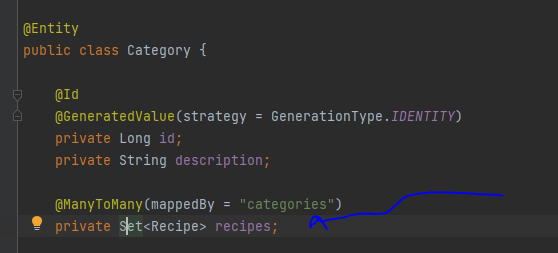 @Entity
public class Category {
@Id
@GeneratedValue(strategy = GenerationType.IDENTITY)
private Long id;
private String description;
@ManyToMany(mappedBy = "categories")
private Set<Recipe> recipes;